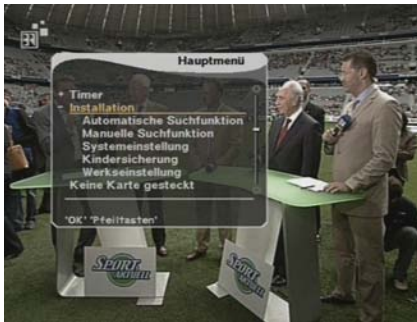 Hauptmenü
+ Timer
- Installation
Automatische Suchfunktion
Manuelle Suchfunktion
Systemeinstellung
Kindersicherung
Werkseinstellung
Keine Karte gesteckt
'OK' 'Pfeiltasten'
SPORT
AKTUELL
SPORT
AKTUELL